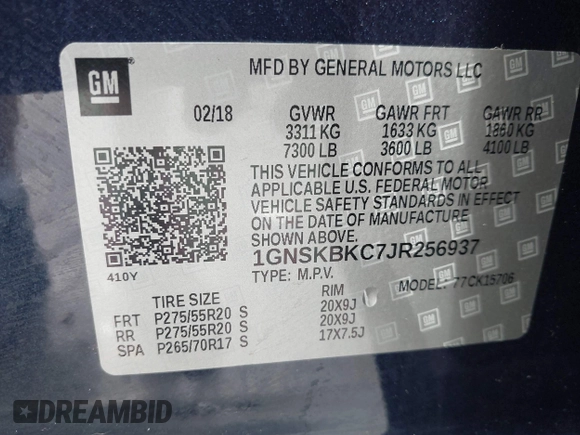 GM
MFD BY GENERAL MOTORS LLC
02/18 GVWR GAWR FRT GAWR RR
3311 KG 1633 KG 1860 KG
7300 LB 3600 LB 4100 LB
THIS VEHICLE CONFORMS TO ALL
APPLICABLE U.S. FEDERAL MOTOR
VEHICLE SAFETY STANDARDS IN EFFECT
ON THE DATE OF MANUFACTURE
SHOWN ABOVE.
1GNSKBKC7JR256937
410Y TYPE: M.P.V. MODEL: 77CK15706
TIRE SIZE RIM
FRT P275/55R20 S 20X9J
RR P275/55R20 S 20X9J
SPA P265/70R17 S 17X7.5J
DREAMBID